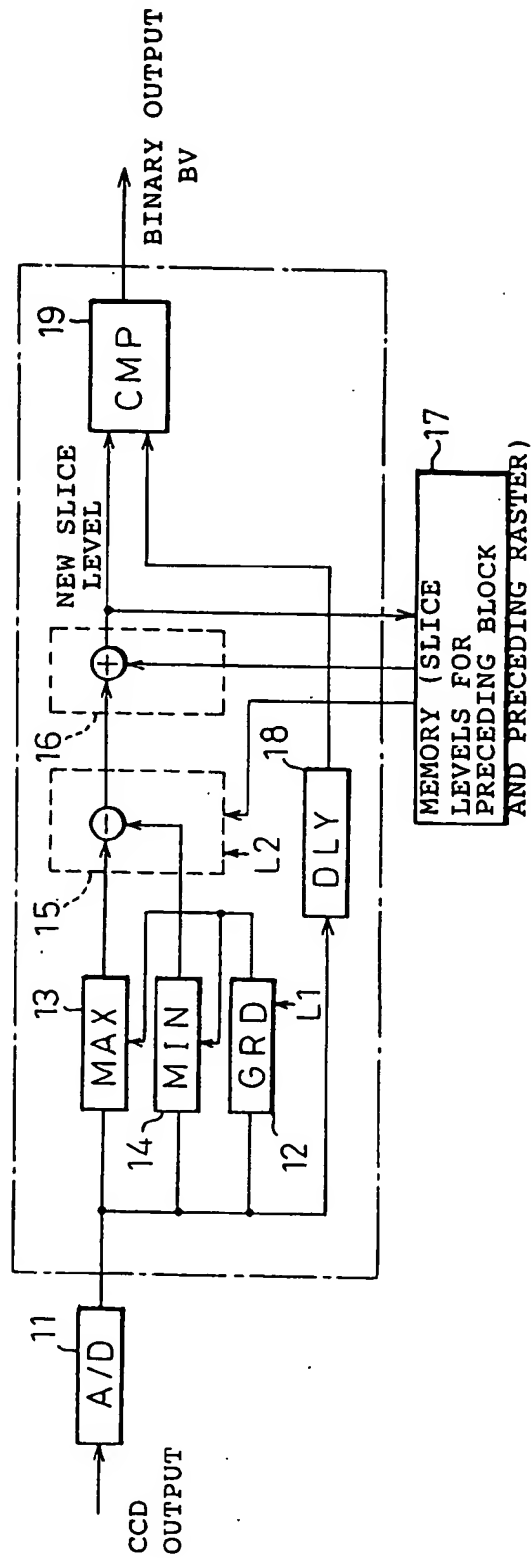 CCD
OUTPUT
11
A/D
13
MAX
14
MIN
12
GRD
L1
15
-
L2
16
+
NEW SLICE
LEVEL
18
DLY
19
CMP
BINARY OUTPUT
BV
17
MEMORY (SLICE
LEVELS FOR
PRECEDING BLOCK
AND PRECEDING RASTER)